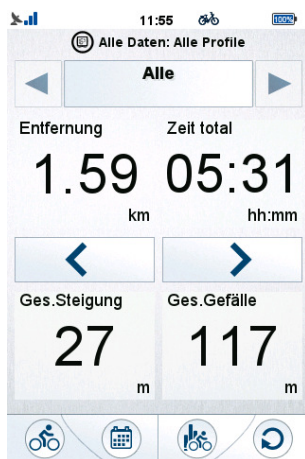 11:55 100%
Alle Daten: Alle Profile
Alle
Entfernung Zeit total
1.59 05:31
km hh:mm
Ges.Steigung Ges.Gefälle
27 117
m m